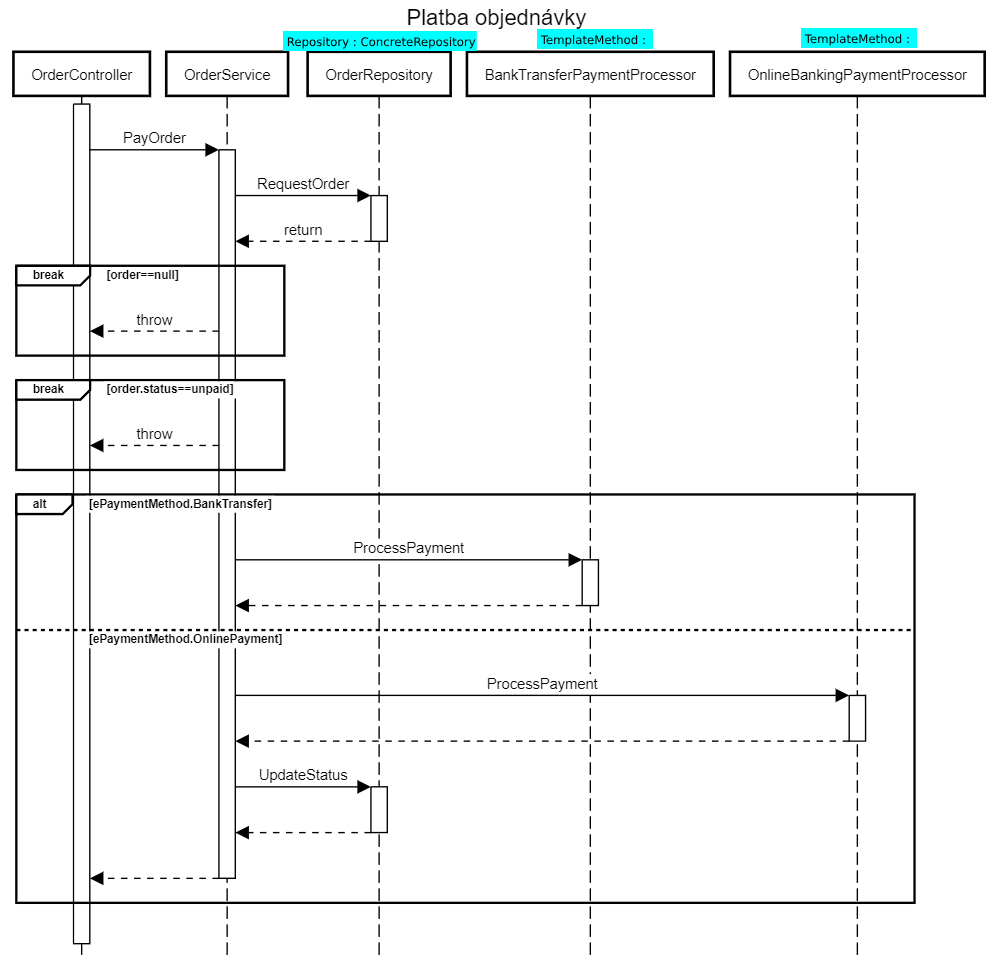 Platba objednávky
Repository : ConcreteRepository
TemplateMethod :
TemplateMethod :
OrderController
OrderService
OrderRepository
BankTransferPaymentProcessor
OnlineBankingPaymentProcessor
PayOrder
RequestOrder
return
break
[order==null]
throw
break
[order.status==unpaid]
throw
alt
[ePaymentMethod.BankTransfer]
ProcessPayment
[ePaymentMethod.OnlinePayment]
ProcessPayment
UpdateStatus